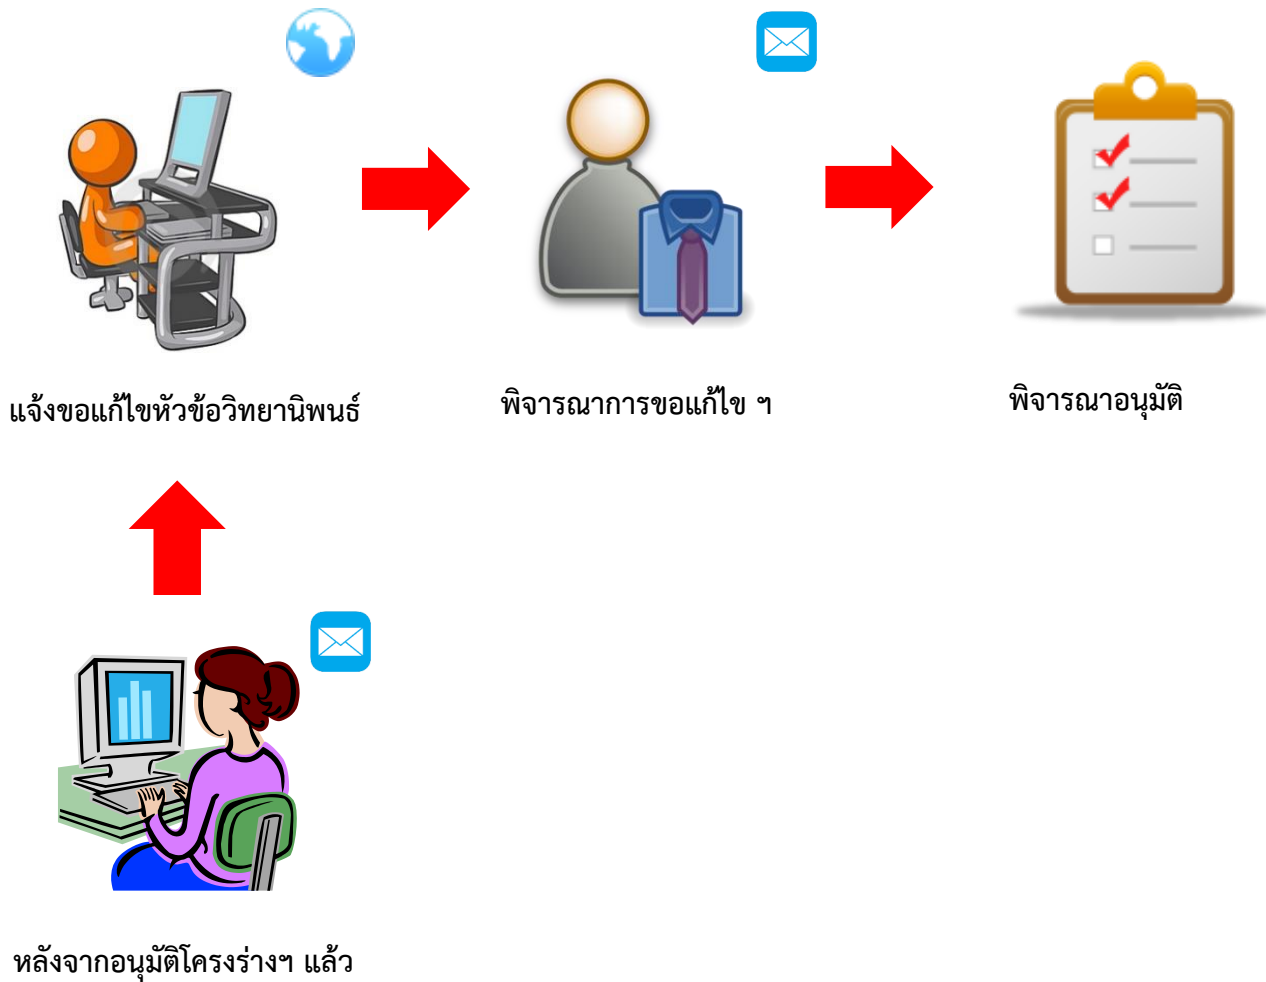 แจ้งขอแก้ไขหัวข้อวิทยานิพนธ์
พิจารณาการขอแก้ไข ฯ
พิจารณาอนุมัติ
หลังจากอนุมัติโครงร่างฯ แล้ว